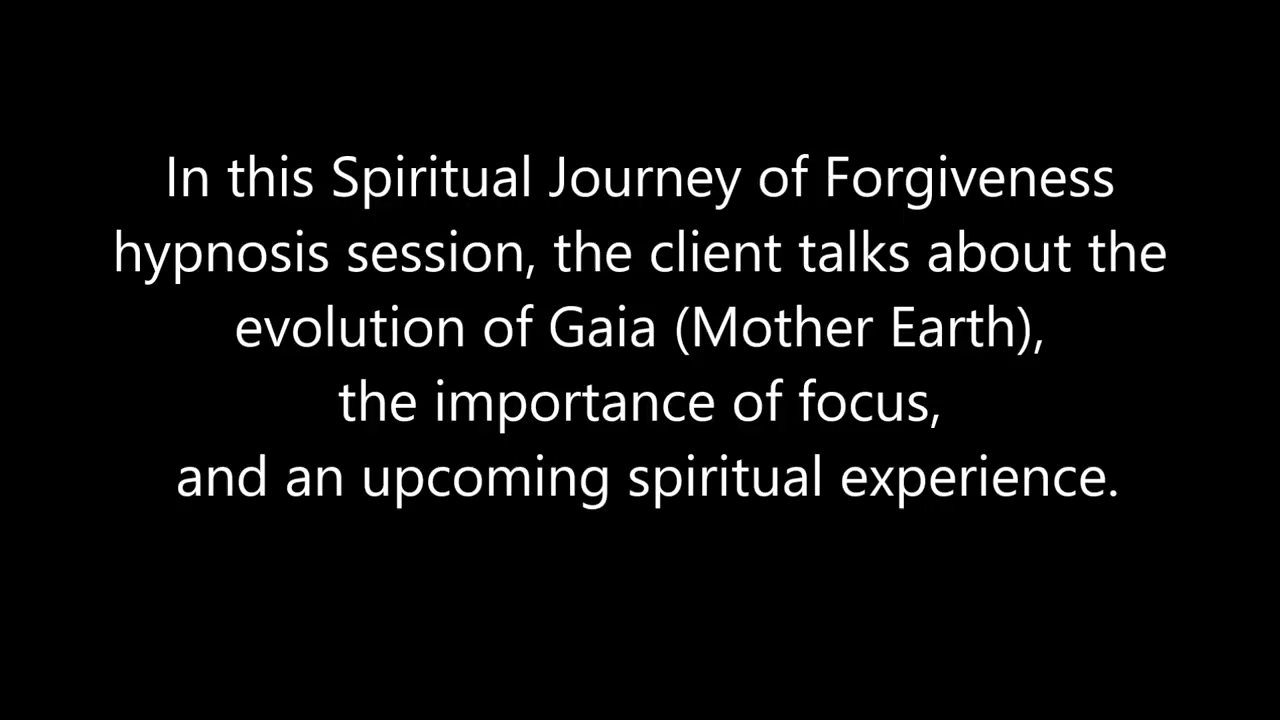 In this Spiritual Journey of Forgiveness
hypnosis session, the client talks about the
evolution of Gaia (Mother Earth),
the importance of focus,
and an upcoming spiritual experience.